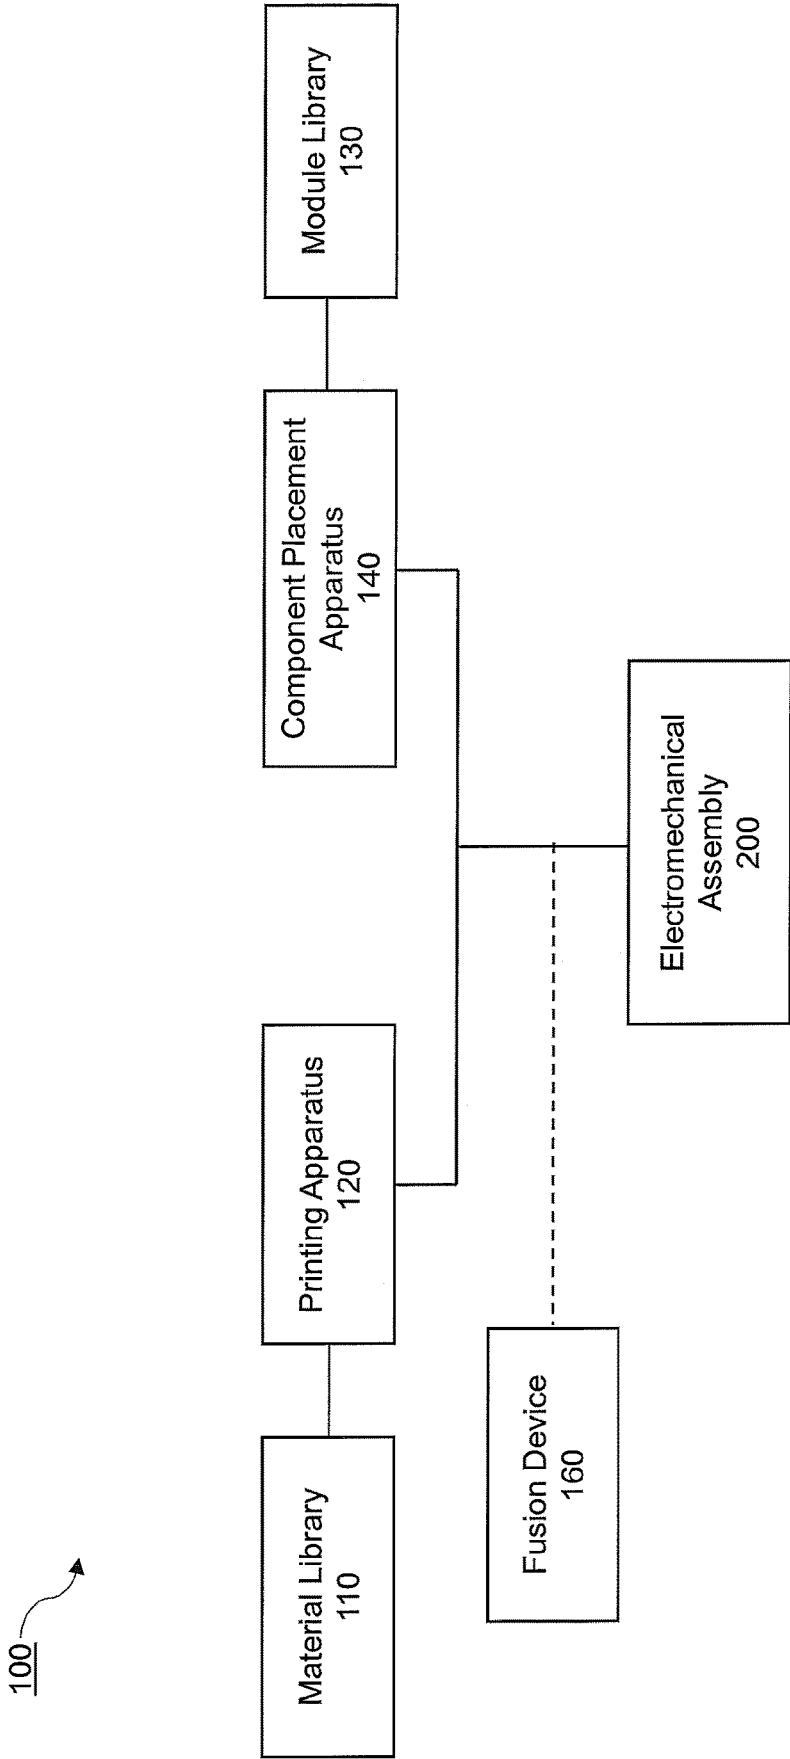 100
Material Library
110
Printing Apparatus
120
Component Placement
Apparatus
140
Module Library
130
Fusion Device
160
Electromechanical
Assembly
200